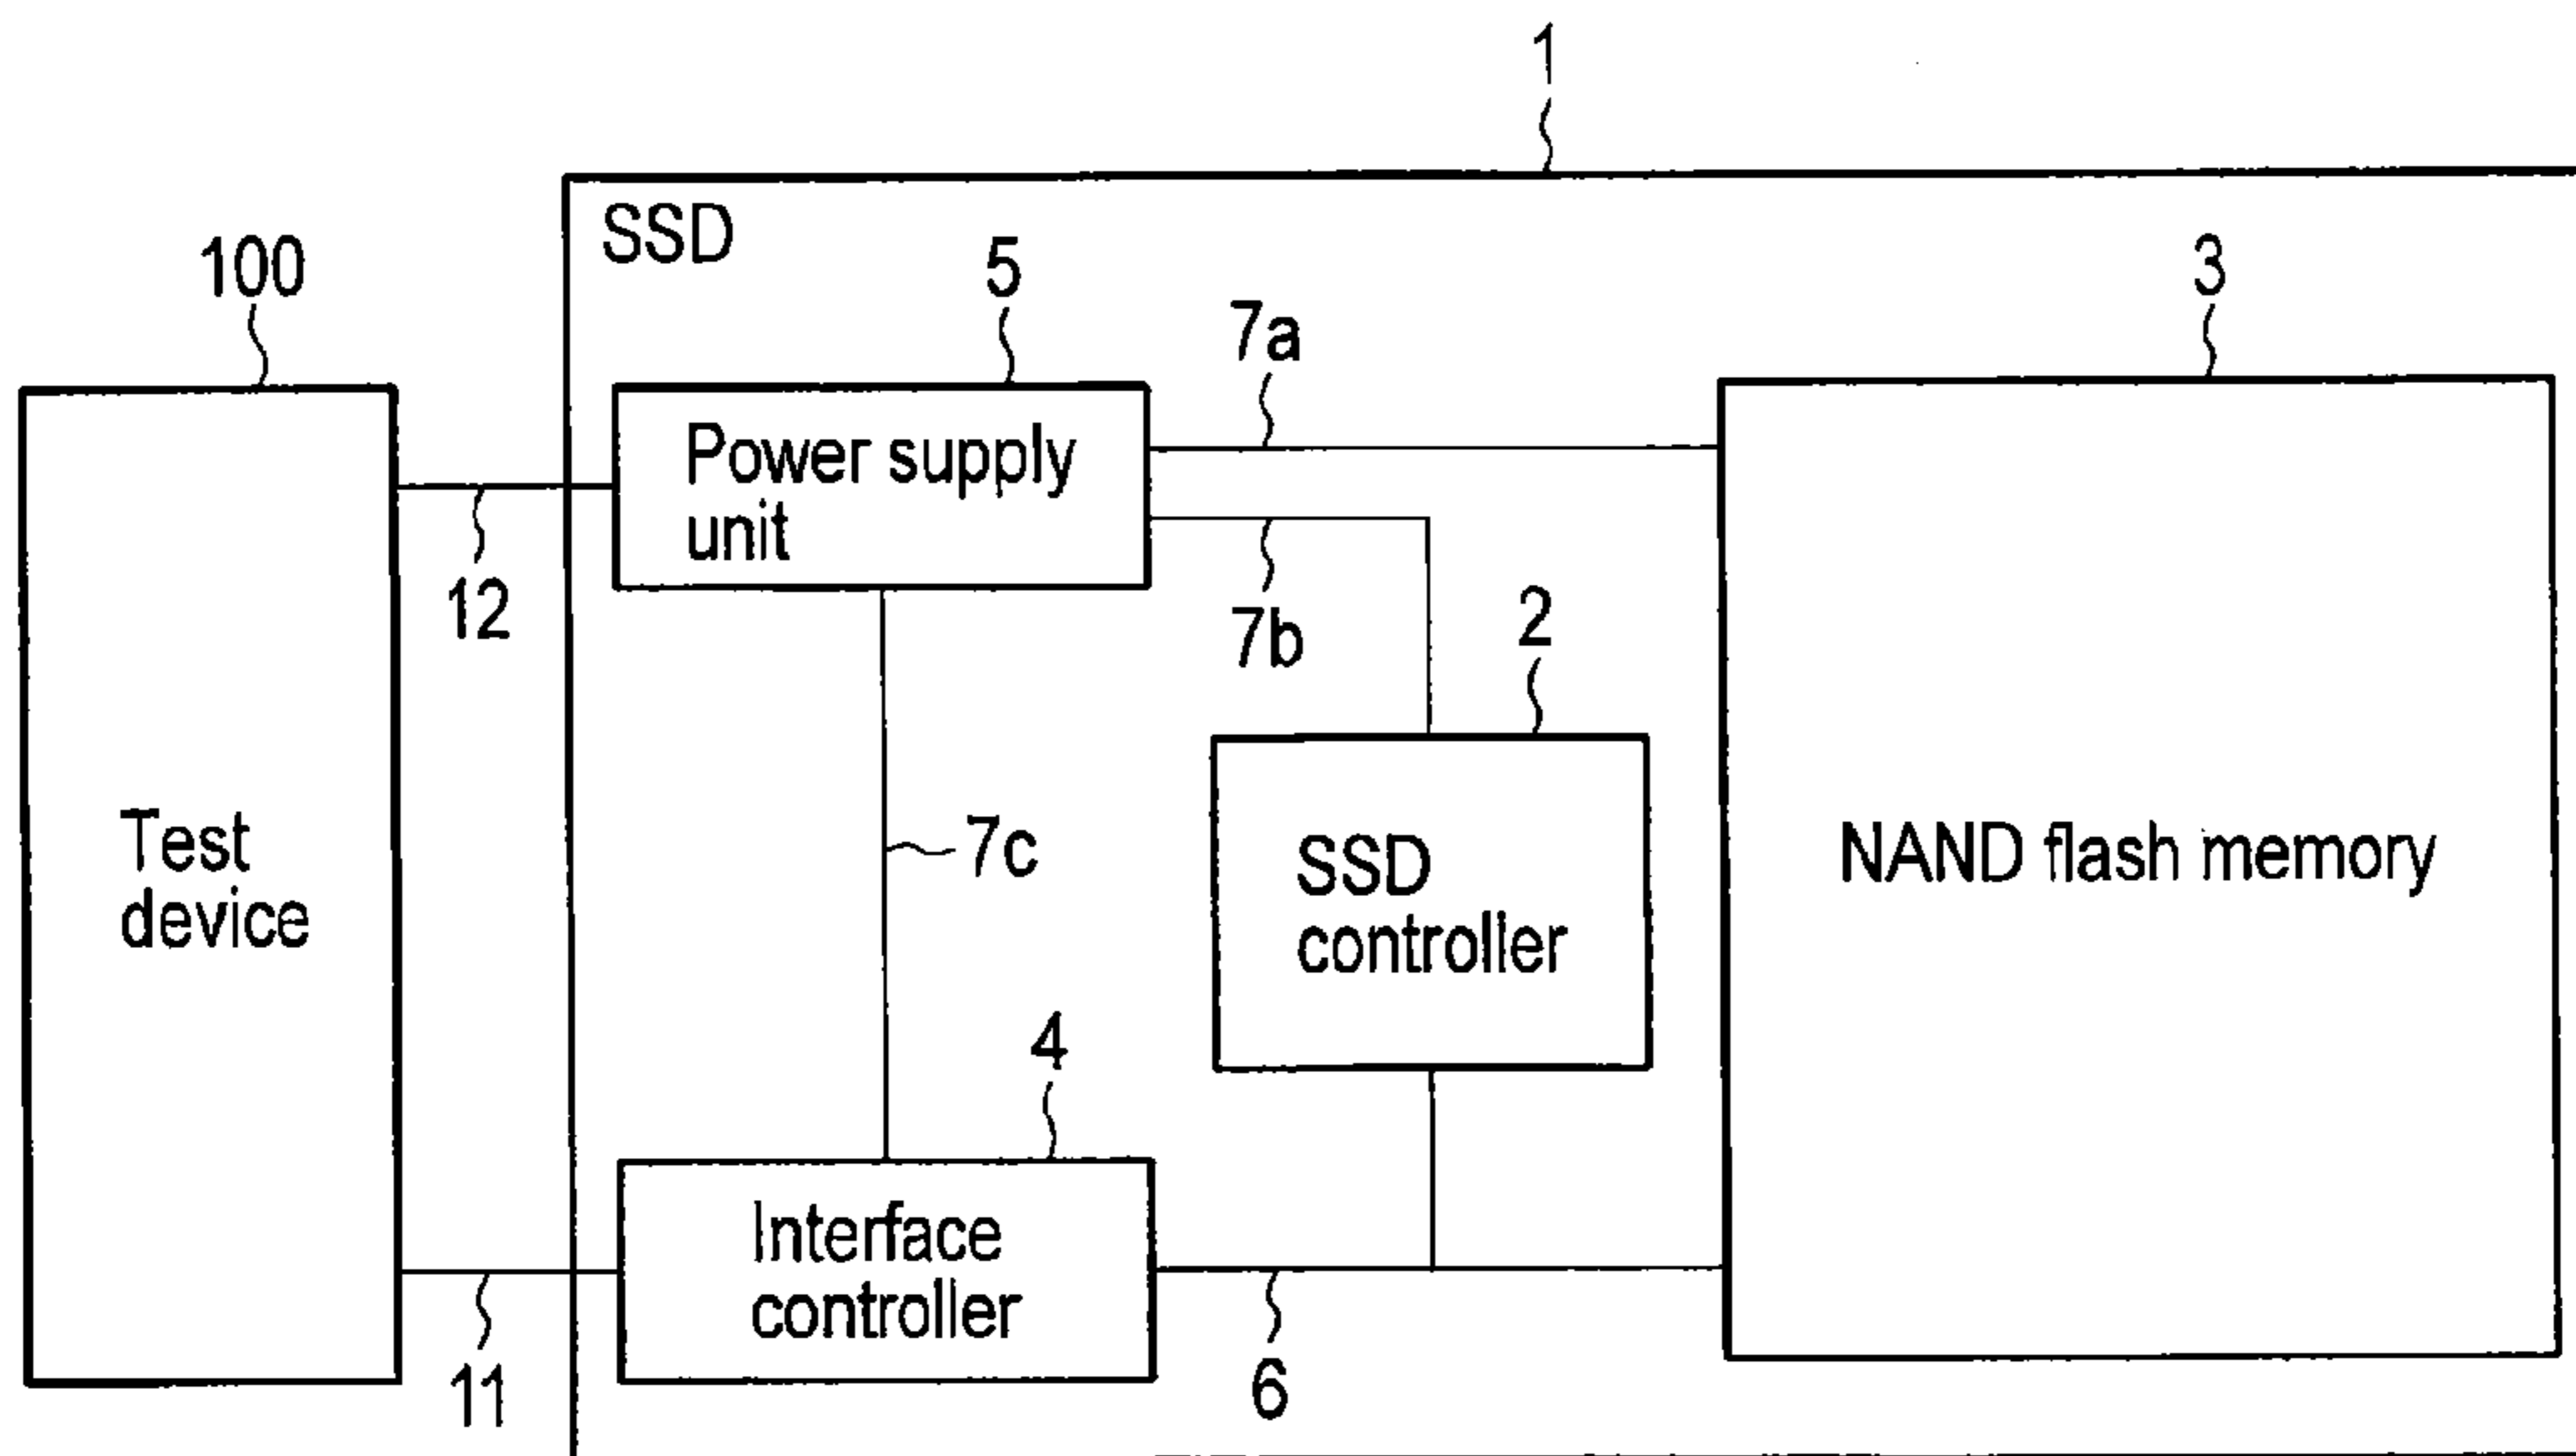 1
SSD
100
5
7a
3
Power supply
unit
12
7b
2
Test
device
7c
SSD
controller
NAND flash memory
4
Interface
controller
11
6